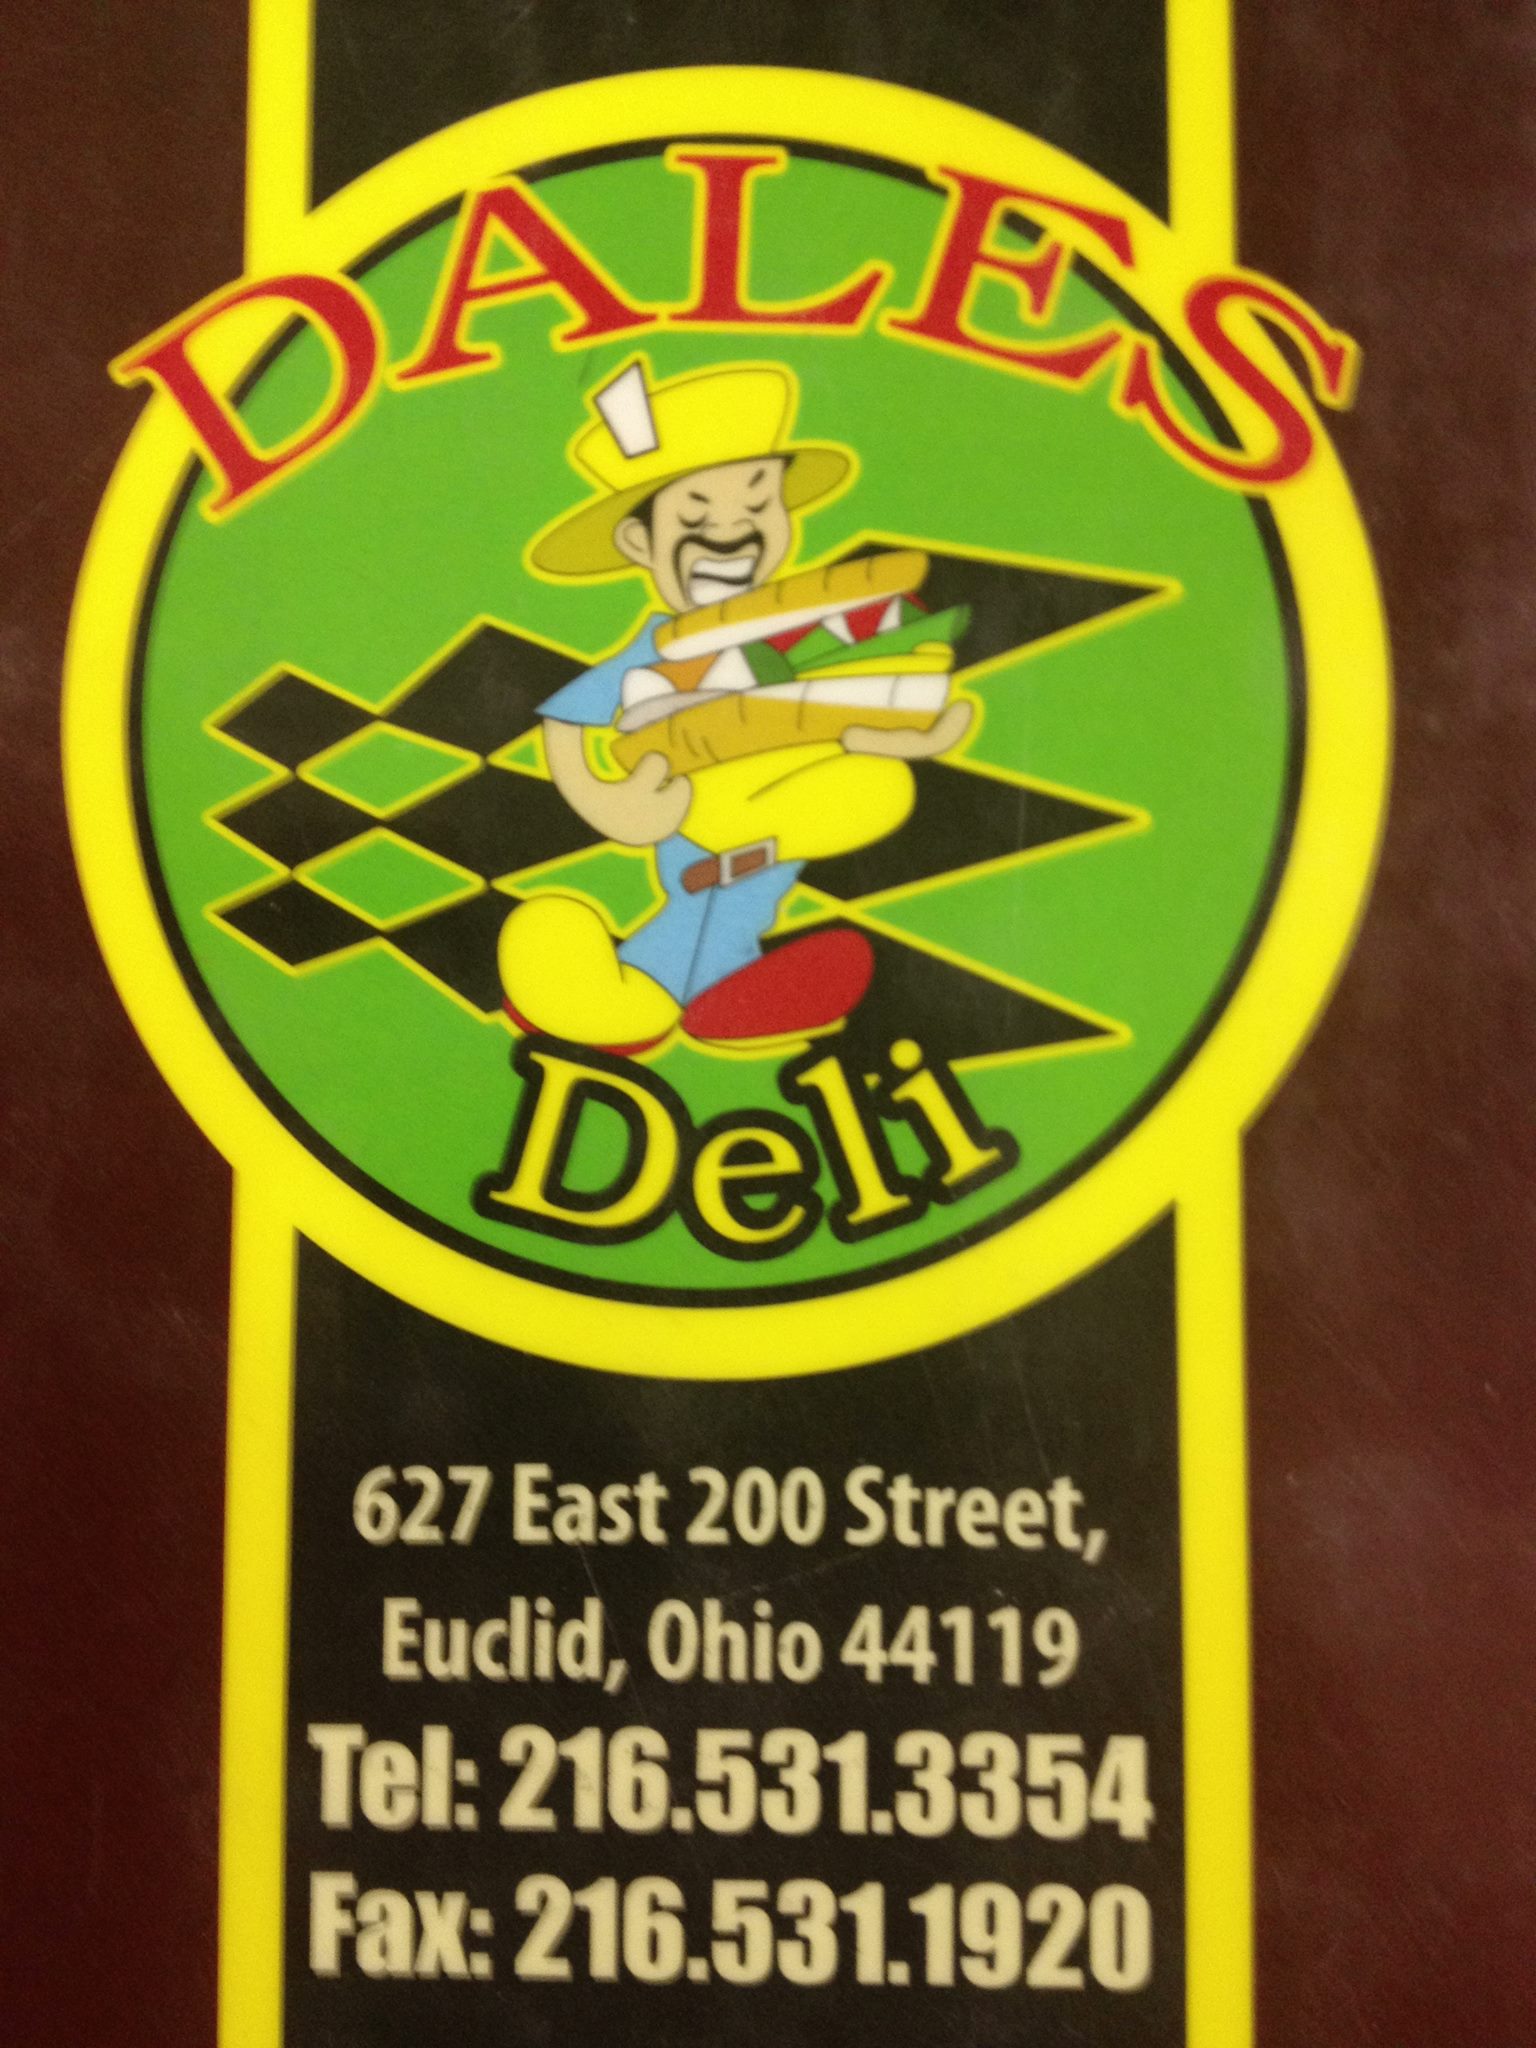 DALES
Deli
627 East 200 Street,
Euclid, Ohio 44119
Tel: 216.531.3354
Fax: 216.531.1920